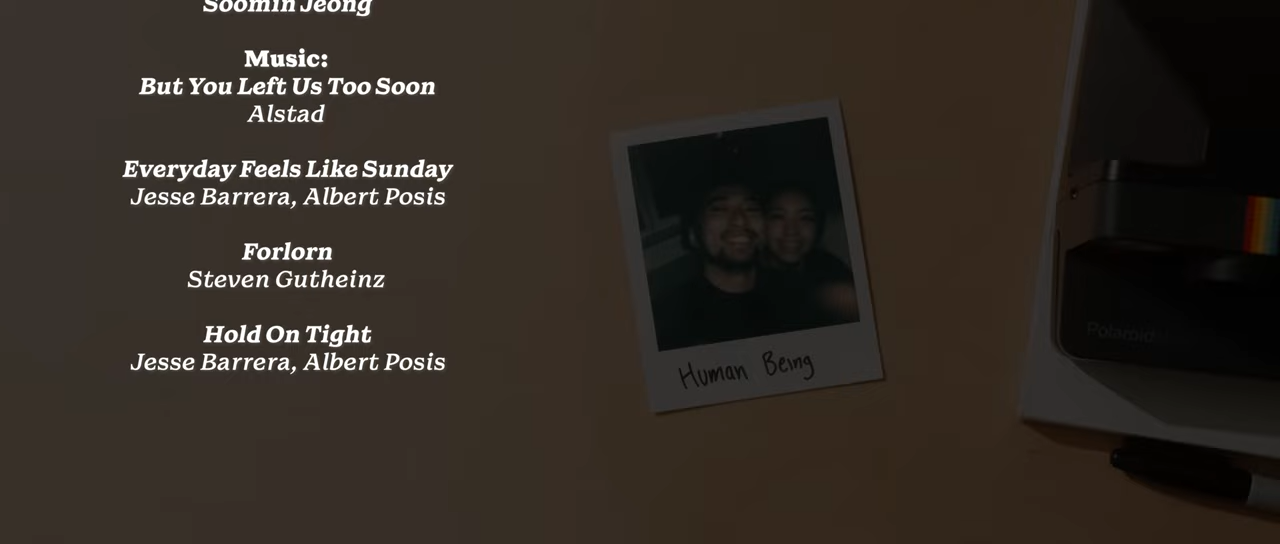 Soomin Jeong
Music:
But You Left Us Too Soon
Alstad
Everyday Feels Like Sunday
Jesse Barrera, Albert Posis
Forlorn
Steven Gutheinz
Hold On Tight
Jesse Barrera, Albert Posis
Human Being
Polaroid